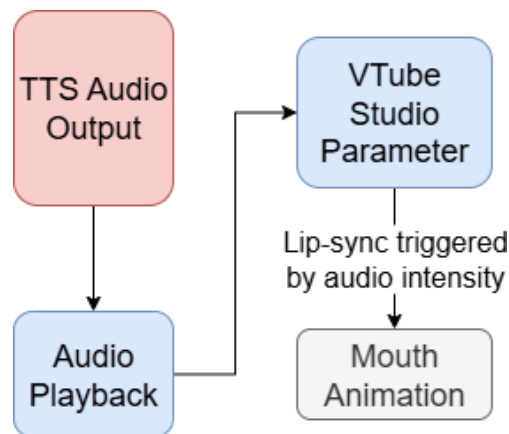 TTS Audio
Output
Audio
Playback
VTube
Studio
Parameter
Lip-sync triggered
by audio intensity
Mouth
Animation